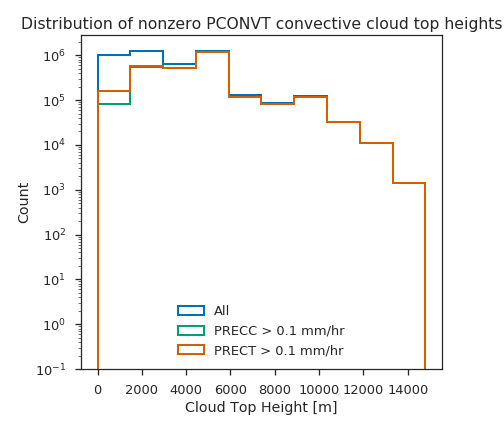 Distribution of nonzero PCONVT convective cloud top heights
10^6
10^5
10^4
10^3
10^2
10^1
10^0
10^-1
Count
All
PRECC > 0.1 mm/hr
PRECT > 0.1 mm/hr
0 2000 4000 6000 8000 10000 12000 14000
Cloud Top Height [m]